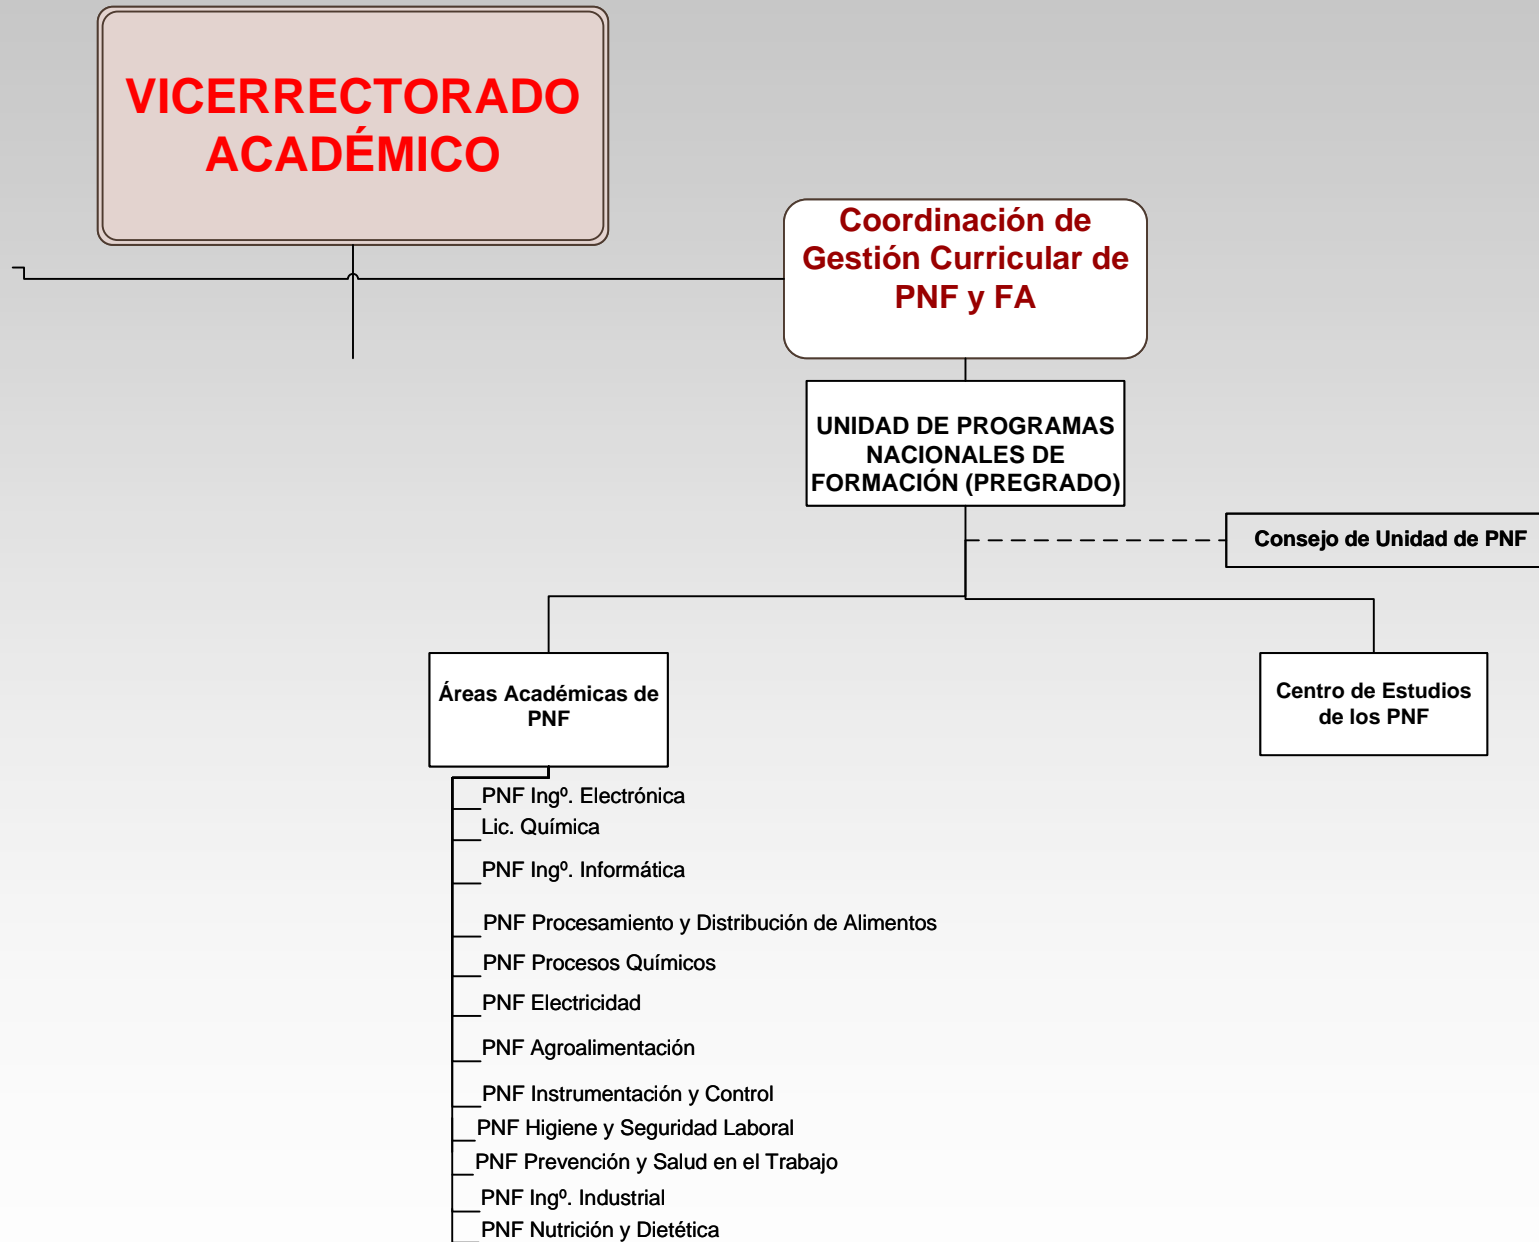 VICERRECTORADO
ACADÉMICO
Coordinación de
Gestión Curricular de
PNF y FA
UNIDAD DE PROGRAMAS
NACIONALES DE
FORMACIÓN (PREGRADO)
Consejo de Unidad de PNF
Áreas Académicas de
PNF
Centro de Estudios
de los PNF
PNF Ingº. Electrónica
Lic. Química
PNF Ingº. Informática
PNF Procesamiento y Distribución de Alimentos
PNF Procesos Químicos
PNF Electricidad
PNF Agroalimentación
PNF Instrumentación y Control
PNF Higiene y Seguridad Laboral
PNF Prevención y Salud en el Trabajo
PNF Ingº. Industrial
PNF Nutrición y Dietética